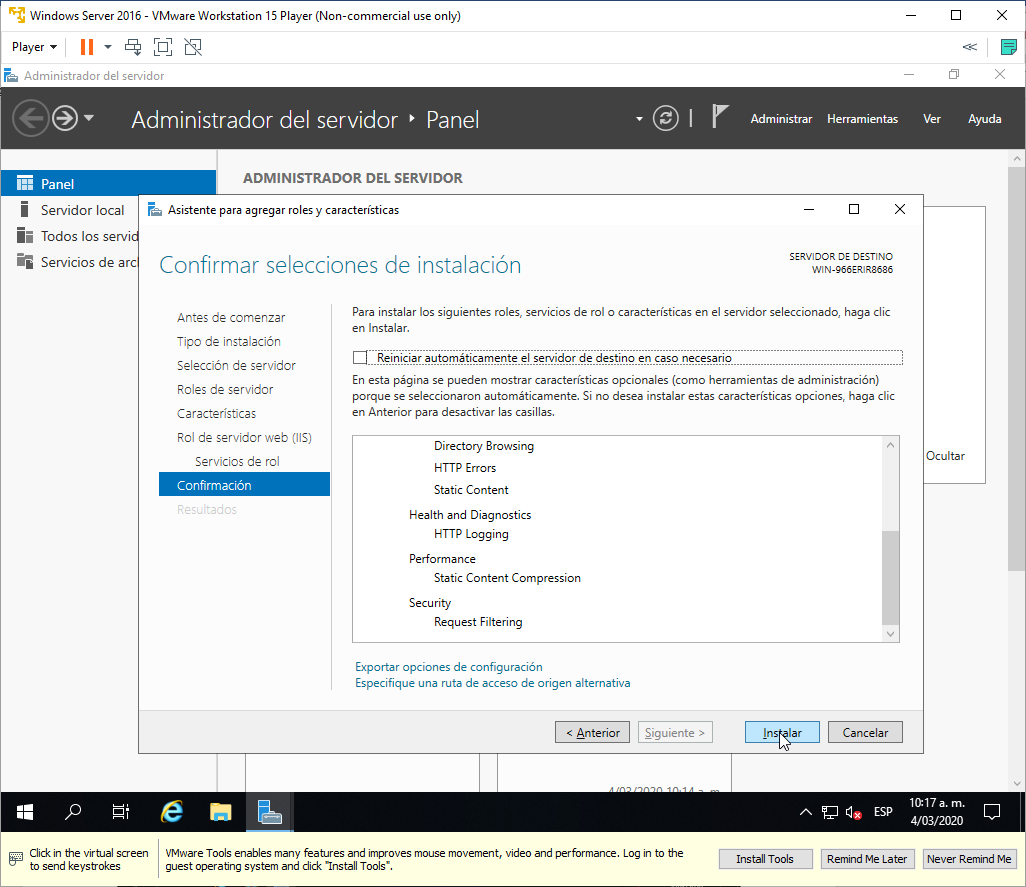 Windows Server 2016 - VMware Workstation 15 Player (Non-commercial use only)
Player
Administrador del servidor
Administrador del servidor
Panel
Administrar
Herramientas
Ver
Ayuda
Panel
Servidor local
Todos los servid
Servicios de arc
ADMINISTRADOR DEL SERVIDOR
Asistente para agregar roles y características
Confirmar selecciones de instalación
SERVIDOR DE DESTINO
WIN-966ERIR8686
Antes de comenzar
Tipo de instalación
Selección de servidor
Roles de servidor
Características
Rol de servidor web (IIS)
Servicios de rol
Confirmación
Resultados
Para instalar los siguientes roles, servicios de rol o características en el servidor seleccionado, haga clic
en Instalar.
Reiniciar automáticamente el servidor de destino en caso necesario
En esta página se pueden mostrar características opcionales (como herramientas de administración)
porque se seleccionaron automáticamente. Si no desea instalar estas características opciones, haga clic
en Anterior para desactivar las casillas.
Directory Browsing
HTTP Errors
Static Content
Health and Diagnostics
HTTP Logging
Performance
Static Content Compression
Security
Request Filtering
Exportar opciones de configuración
Especifique una ruta de acceso de origen alternativa
Ocultar
< Anterior
Siguiente >
Instalar
Cancelar
4/03/2020 10:14 a. m.
ESP
10:17 a. m.
4/03/2020
Click in the virtual screen
to send keystrokes
VMware Tools enables many features and improves mouse movement, video and performance. Log in to the
guest operating system and click "Install Tools".
Install Tools
Remind Me Later
Never Remind Me